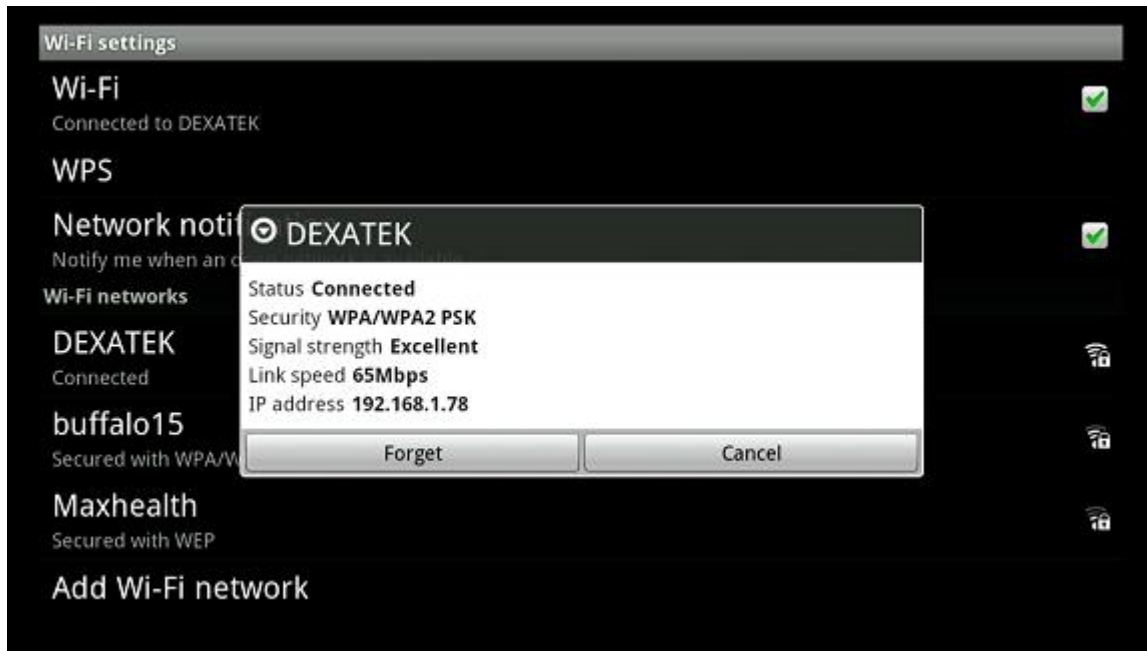 Wi-Fi settings
Wi-Fi
Connected to DEXATEK
WPS
Network notif
Notify me when an
Wi-Fi networks
DEXATEK
Connected
buffalo15
Secured with WPA/W
Maxhealth
Secured with WEP
Add Wi-Fi network
DEXATEK
Status Connected
Security WPA/WPA2 PSK
Signal strength Excellent
Link speed 65Mbps
IP address 192.168.1.78
Forget Cancel